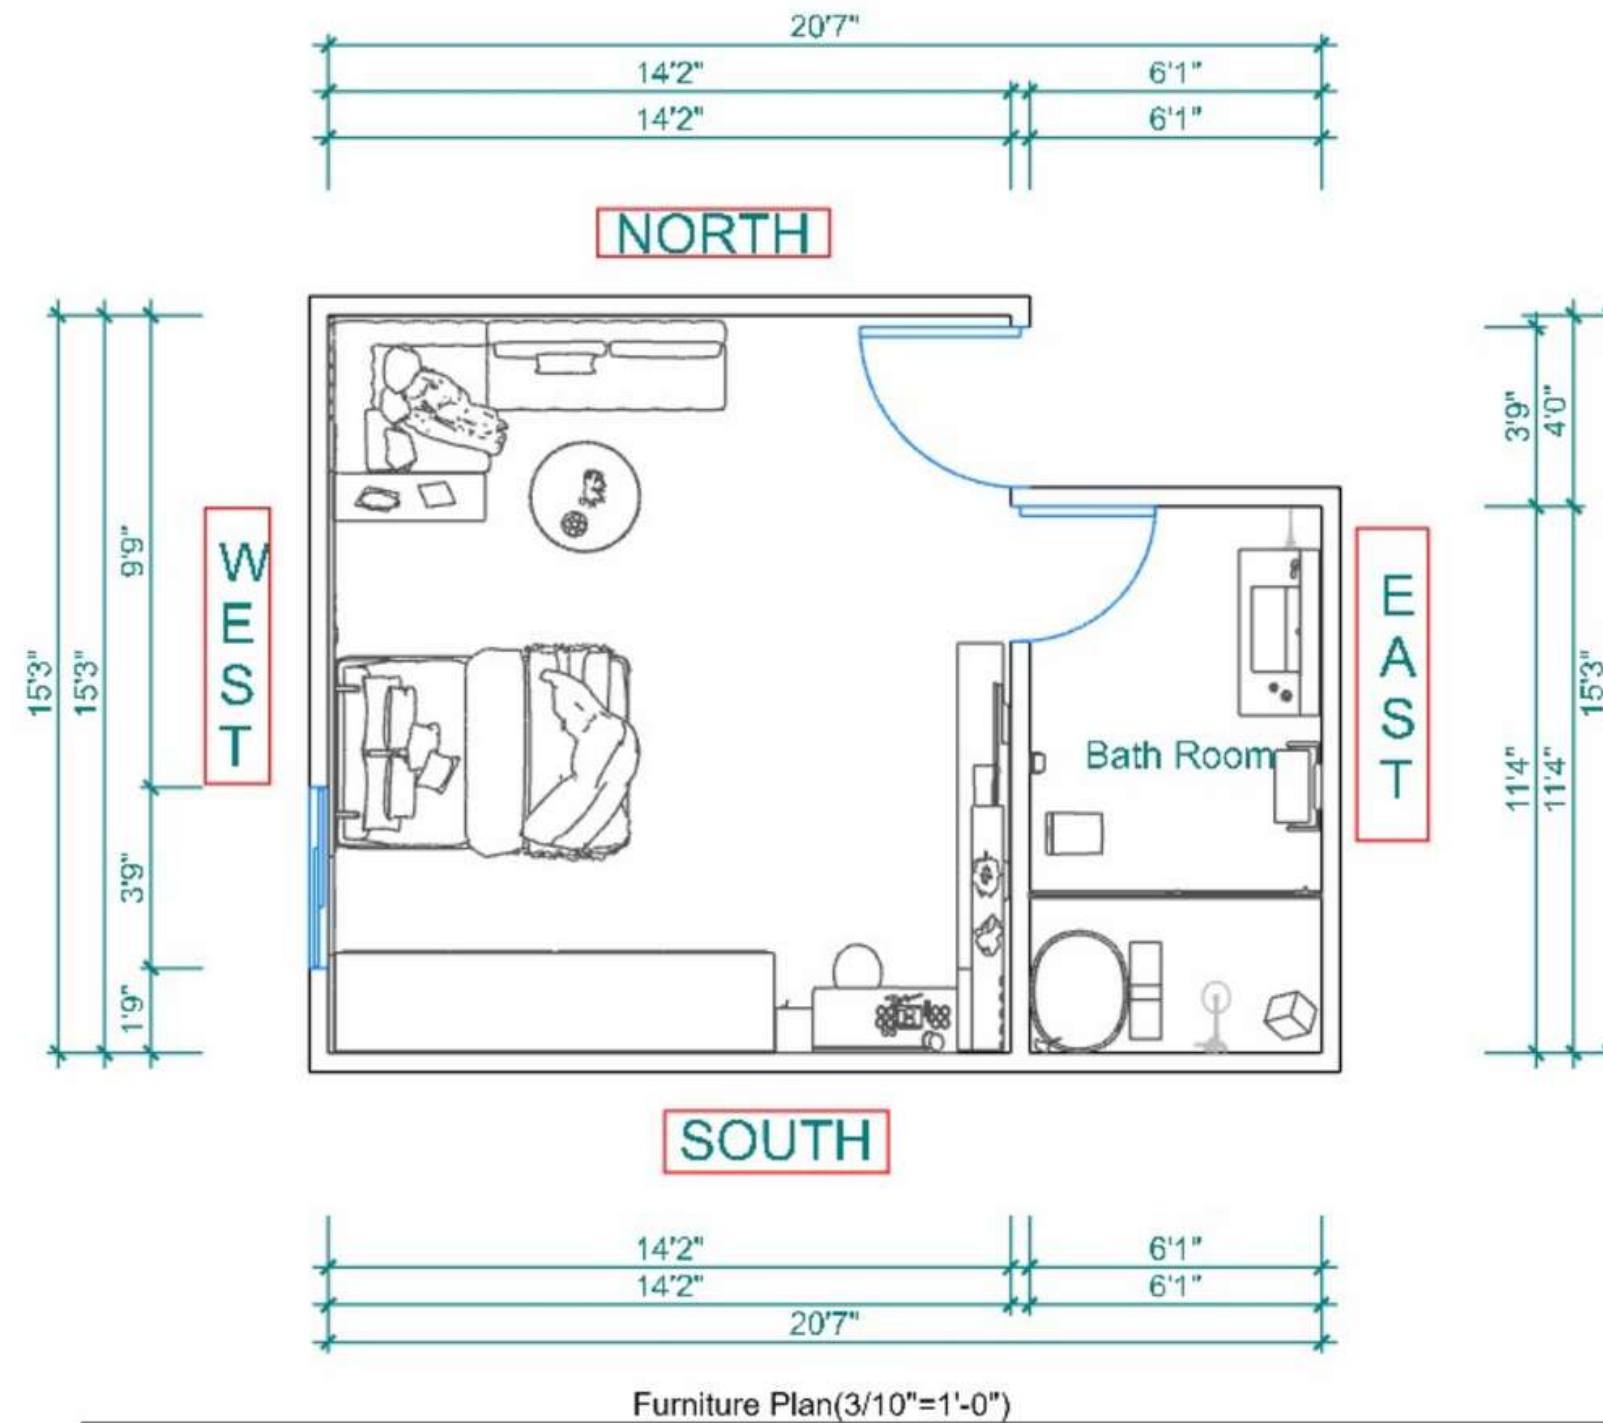 20'7"
14'2" 6'1"
14'2" 6'1"
NORTH
WEST
EAST
15'3"
15'3"
9'9"
3'9"
1'9"
3'9"
4'0"
11'4"
11'4"
15'3"
Bath Room
SOUTH
14'2" 6'1"
14'2" 6'1"
20'7"
Furniture Plan(3/10"=1'-0")